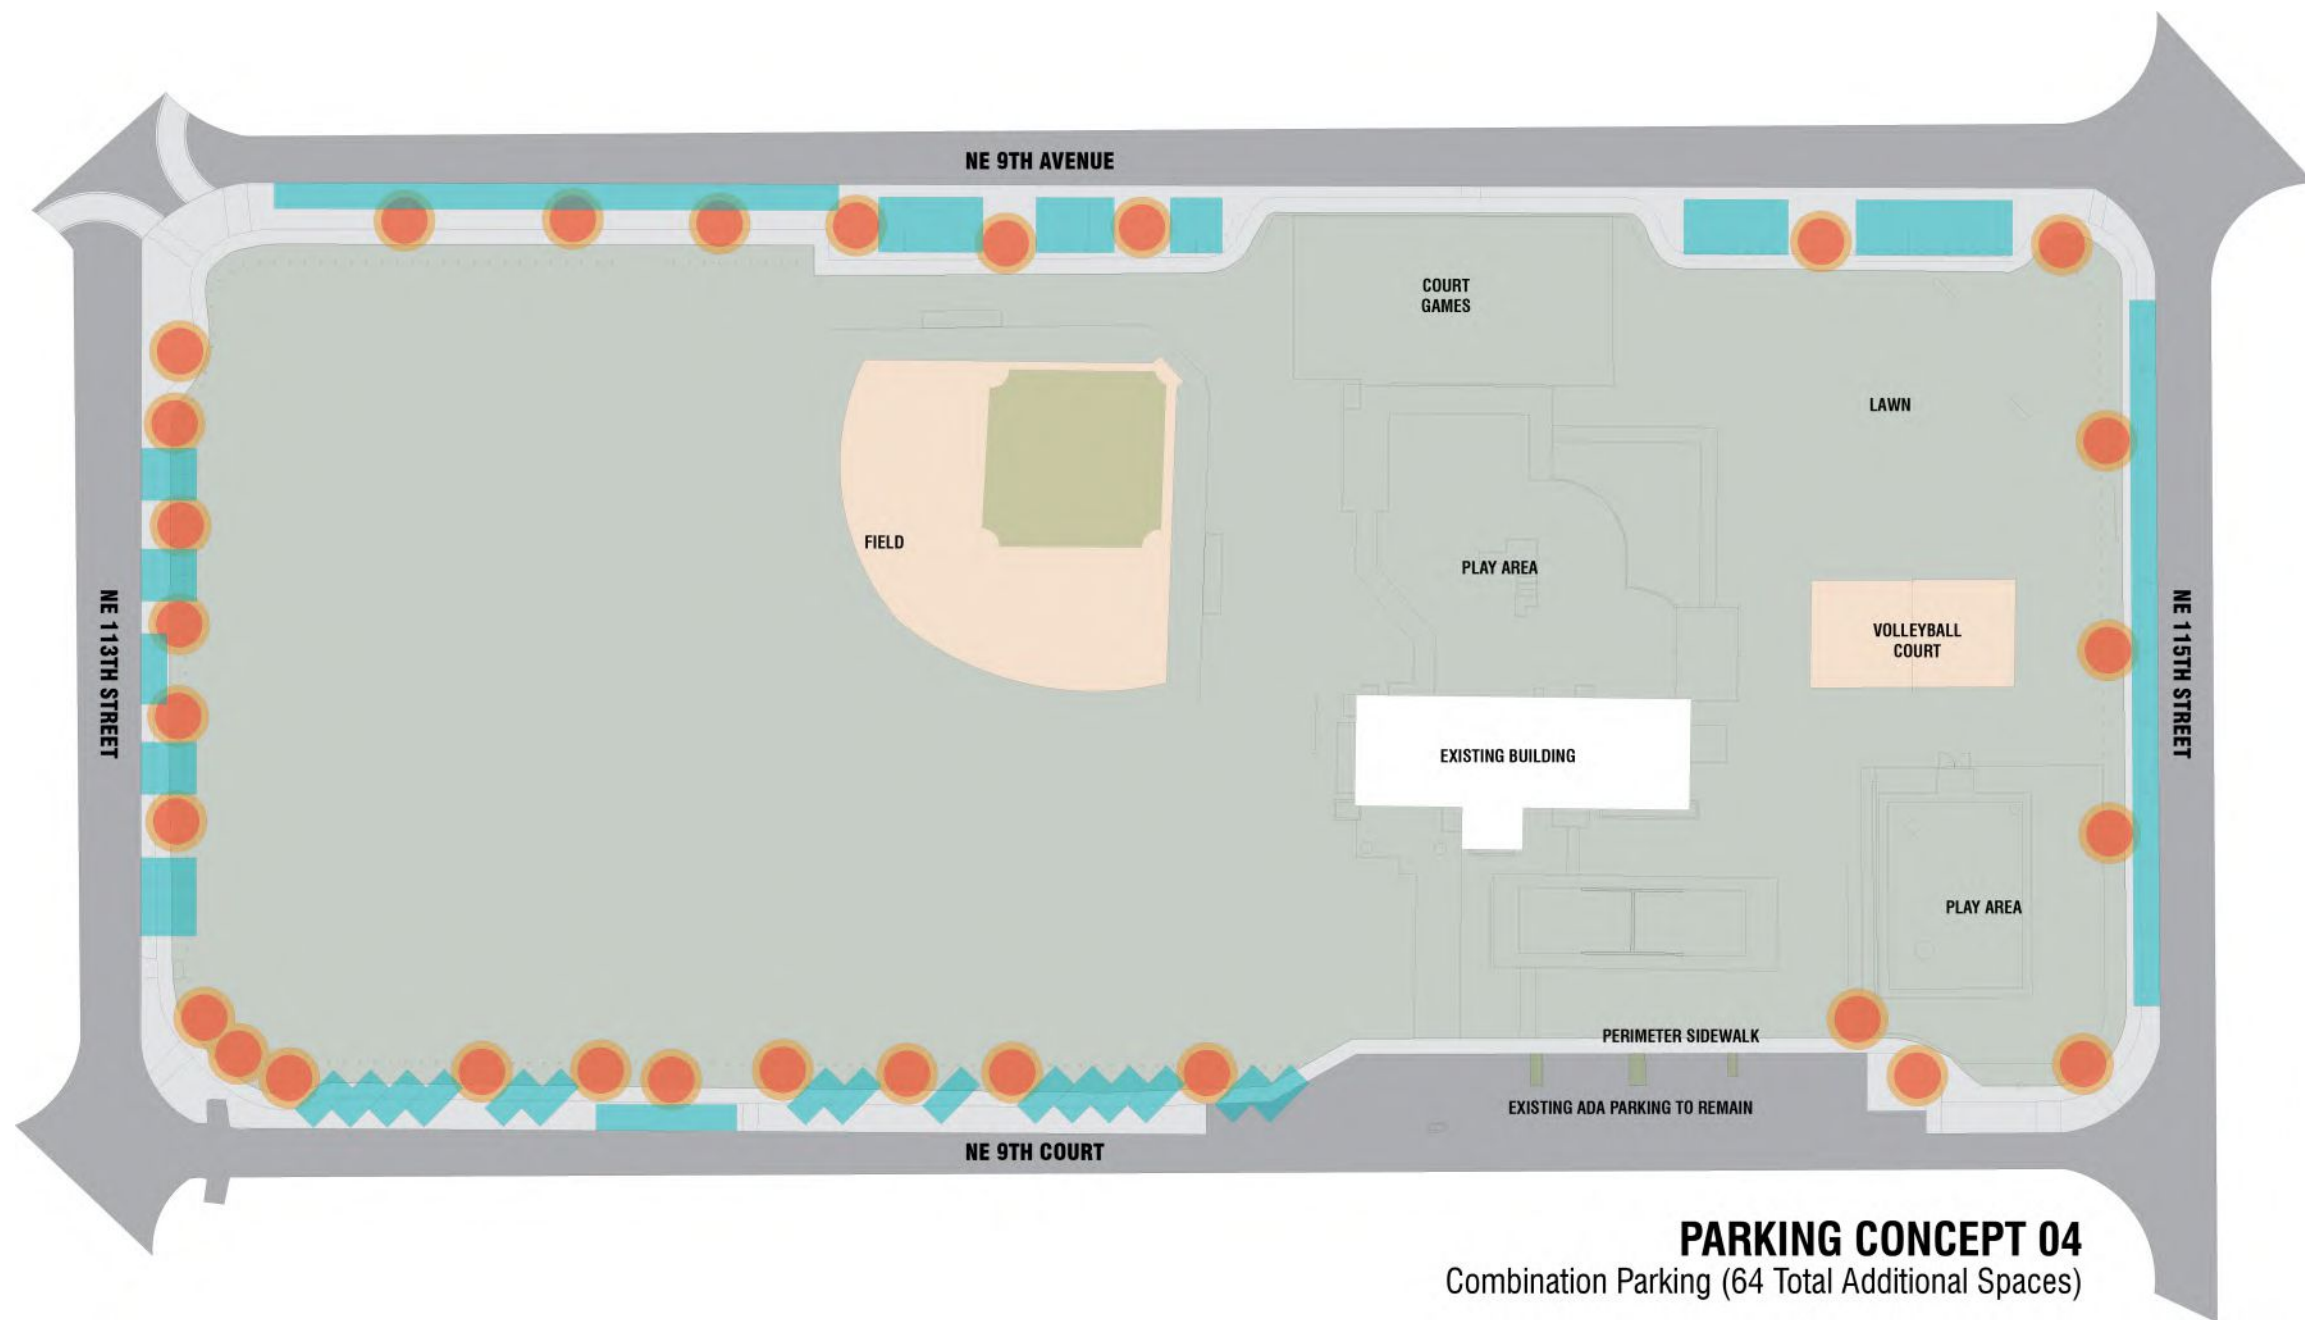 NE 9TH AVENUE
COURT
GAMES
LAWN
FIELD
PLAY AREA
NE 113TH STREET
VOLLEYBALL
COURT
NE 115TH STREET
EXISTING BUILDING
PLAY AREA
PERIMETER SIDEWALK
EXISTING ADA PARKING TO REMAIN
NE 9TH COURT
PARKING CONCEPT 04
Combination Parking (64 Total Additional Spaces)